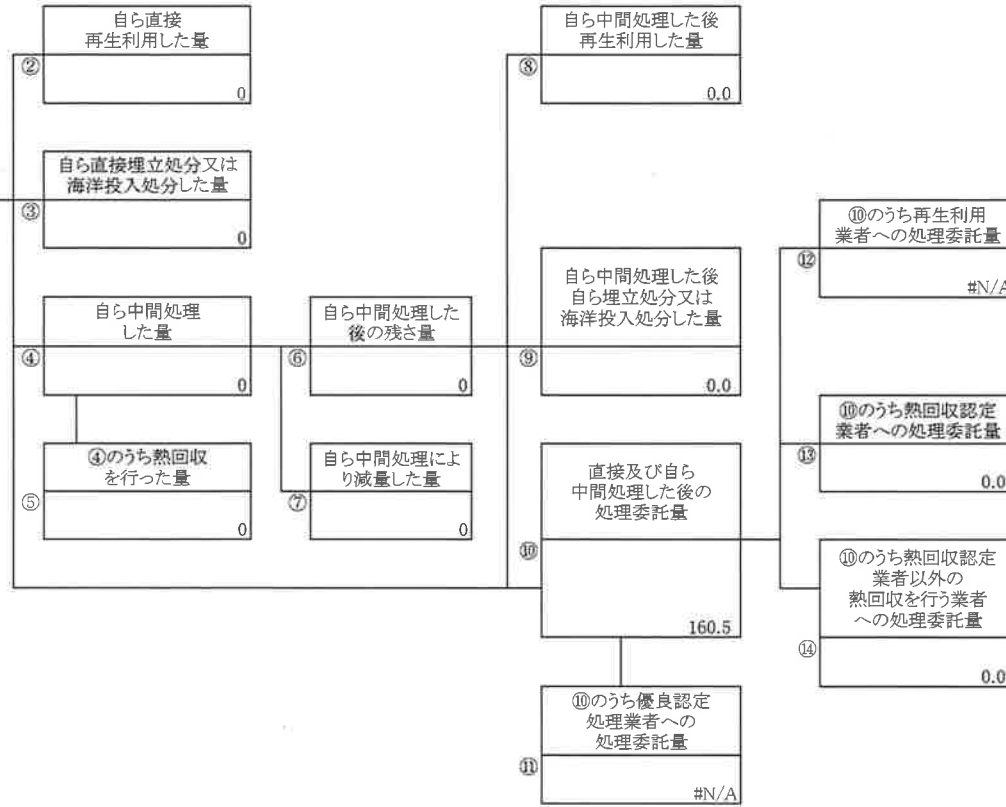 自ら直接
再生利用した量
②
0
自ら直接埋立処分又は
海洋投入処分した量
③
0
自ら中間処理
した量
④
0
④のうち熱回収
を行った量
⑤
0
自ら中間処理した
後の残さ量
⑥
0
自ら中間処理によ
り減量した量
⑦
0
自ら中間処理した後
再生利用した量
⑧
0.0
自ら中間処理した後
自ら埋立処分又は
海洋投入処分した量
⑨
0.0
直接及び自ら
中間処理した後の
処理委託量
⑩
160.5
⑩のうち優良認定
処理業者への
処理委託量
⑪
#N/A
⑩のうち再生利用
業者への処理委託量
⑫
#N/A
⑩のうち熱回収認定
業者への処理委託量
⑬
0.0
⑩のうち熱回収認定
業者以外の
熱回収を行う業者
への処理委託量
⑭
0.0